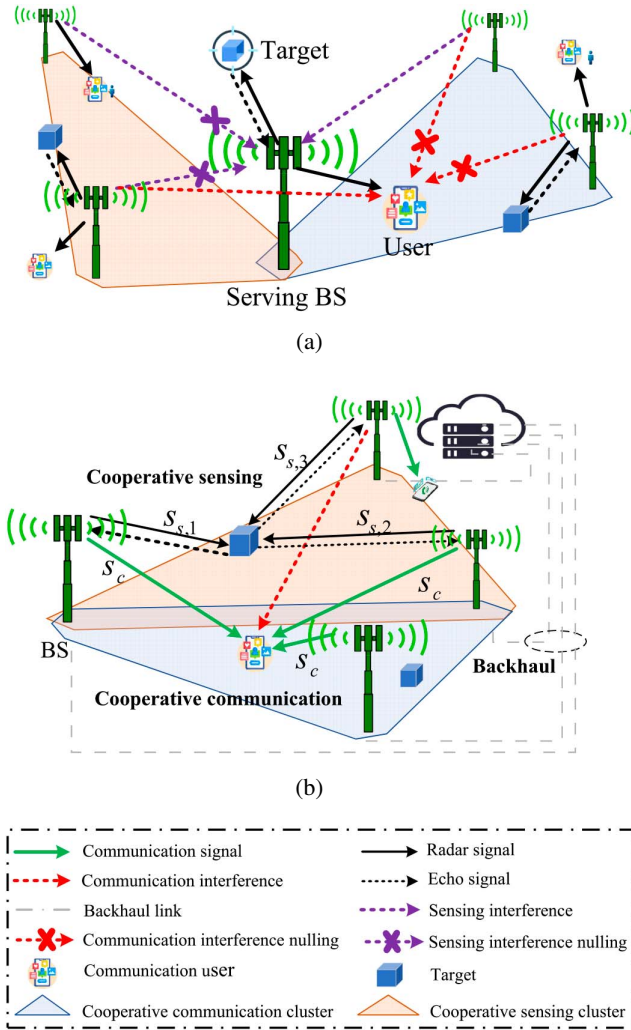 Target
User
Serving BS
(a)
Cooperative sensing
S_{s,3}
S_{s,1}
S_{s,2}
S_c
S_c
BS
S_c
Backhaul
Cooperative communication
(b)
Communication signal
Radar signal
Communication interference
Echo signal
Backhaul link
Sensing interference
Communication interference nulling
Sensing interference nulling
Communication user
Target
Cooperative communication cluster
Cooperative sensing cluster